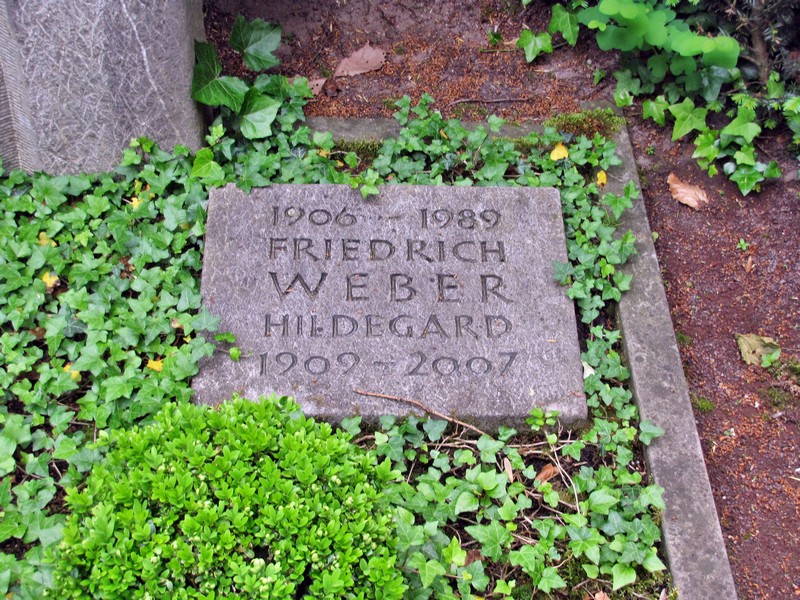 1906 – 1989
FRIEDRICH
WEBER
HILDEGARD
1909 – 2007